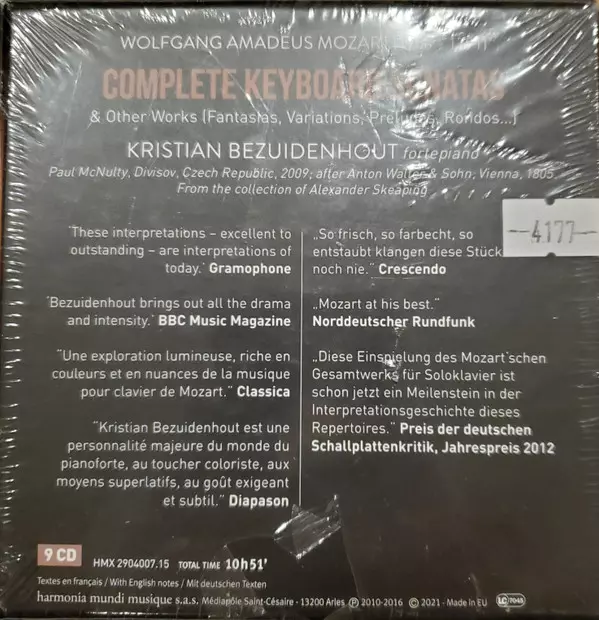 WOLFGANG AMADEUS MOZART
COMPLETE KEYBOARD SONATAS
& Other Works (Fantasias, Variations, Preludes, Rondos...)
KRISTIAN BEZUIDENHOUT fortepiano
Paul McNulty, Divisov, Czech Republic, 2009; after Anton Walter & Sohn, Vienna, 1805.
From the collection of Alexander Skeaping
'These interpretations – excellent to
outstanding – are interpretations of
today.' Gramophone
'Bezuidenhout brings out all the drama
and intensity.' BBC Music Magazine
"Une exploration lumineuse, riche en
couleurs et en nuances de la musique
pour clavier de Mozart." Classica
"Kristian Bezuidenhout est une
personnalité majeure du monde du
pianoforte, au toucher coloriste, aux
moyens superlatifs, au goût exigeant
et subtil." Diapason
„So frisch, so farbecht, so
entstaubt klangen diese Stück
noch nie.“ Crescendo
4177
„Mozart at his best.“
Norddeutscher Rundfunk
„Diese Einspielung des Mozart'schen
Gesamtwerks für Soloklavier ist
schon jetzt ein Meilenstein in der
Interpretationsgeschichte dieses
Repertoires.“ Preis der deutschen
Schallplattenkritik, Jahrespreis 2012
9 CD HMX 2904007.15 TOTAL TIME 10h51'
Textes en français / With English notes / Mit deutschen Texten
harmonia mundi musique s.a.s. Médiapôle Saint-Césaire - 13200 Arles ℗ 2010-2016 © 2021 - Made in EU LC 7045